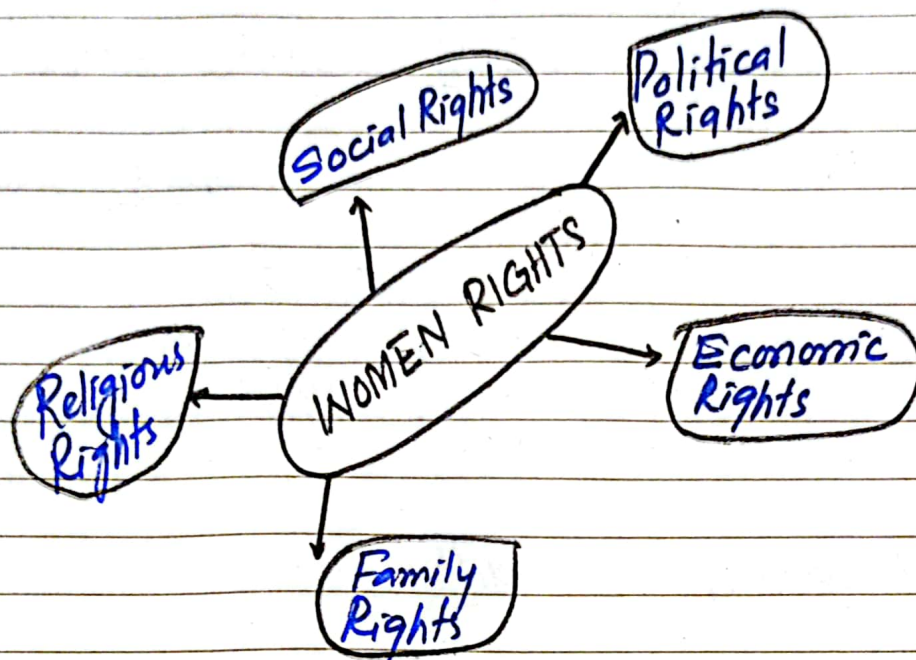 Social Rights
Political
Rights
WOMEN RIGHTS
Economic
Rights
Religious
Rights
Family
Rights